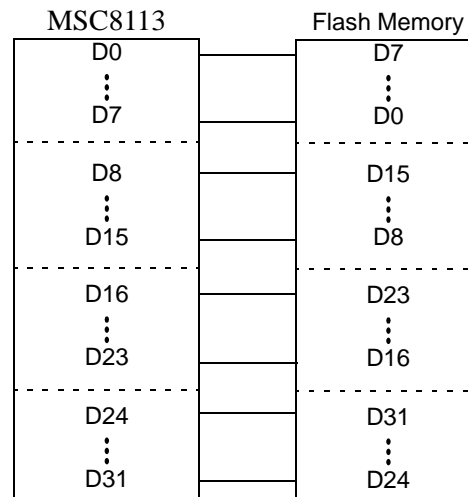 MSC8113 Flash Memory
D0 D7
D7 D0
D8 D15
D15 D8
D16 D23
D23 D16
D24 D31
D31 D24